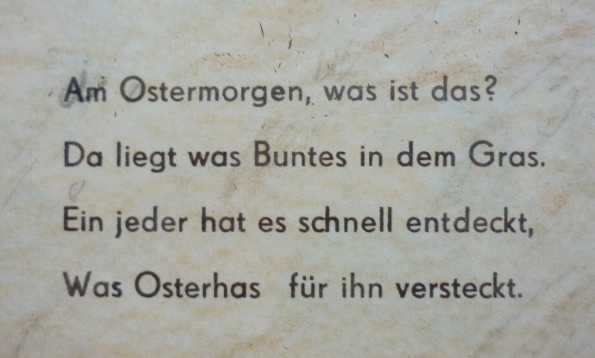 Am Ostermorgen, was ist das?
Da liegt was Buntes in dem Gras.
Ein jeder hat es schnell entdeckt,
Was Osterhas für ihn versteckt.